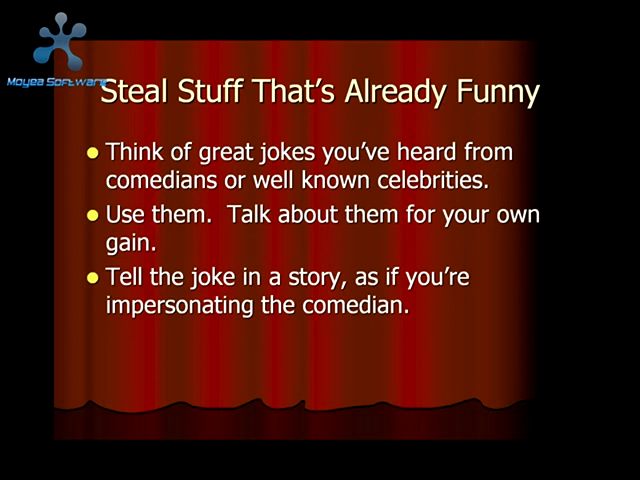 Moyea Software
Steal Stuff That's Already Funny
Think of great jokes you've heard from
comedians or well known celebrities.
Use them.  Talk about them for your own
gain.
Tell the joke in a story, as if you're
impersonating the comedian.